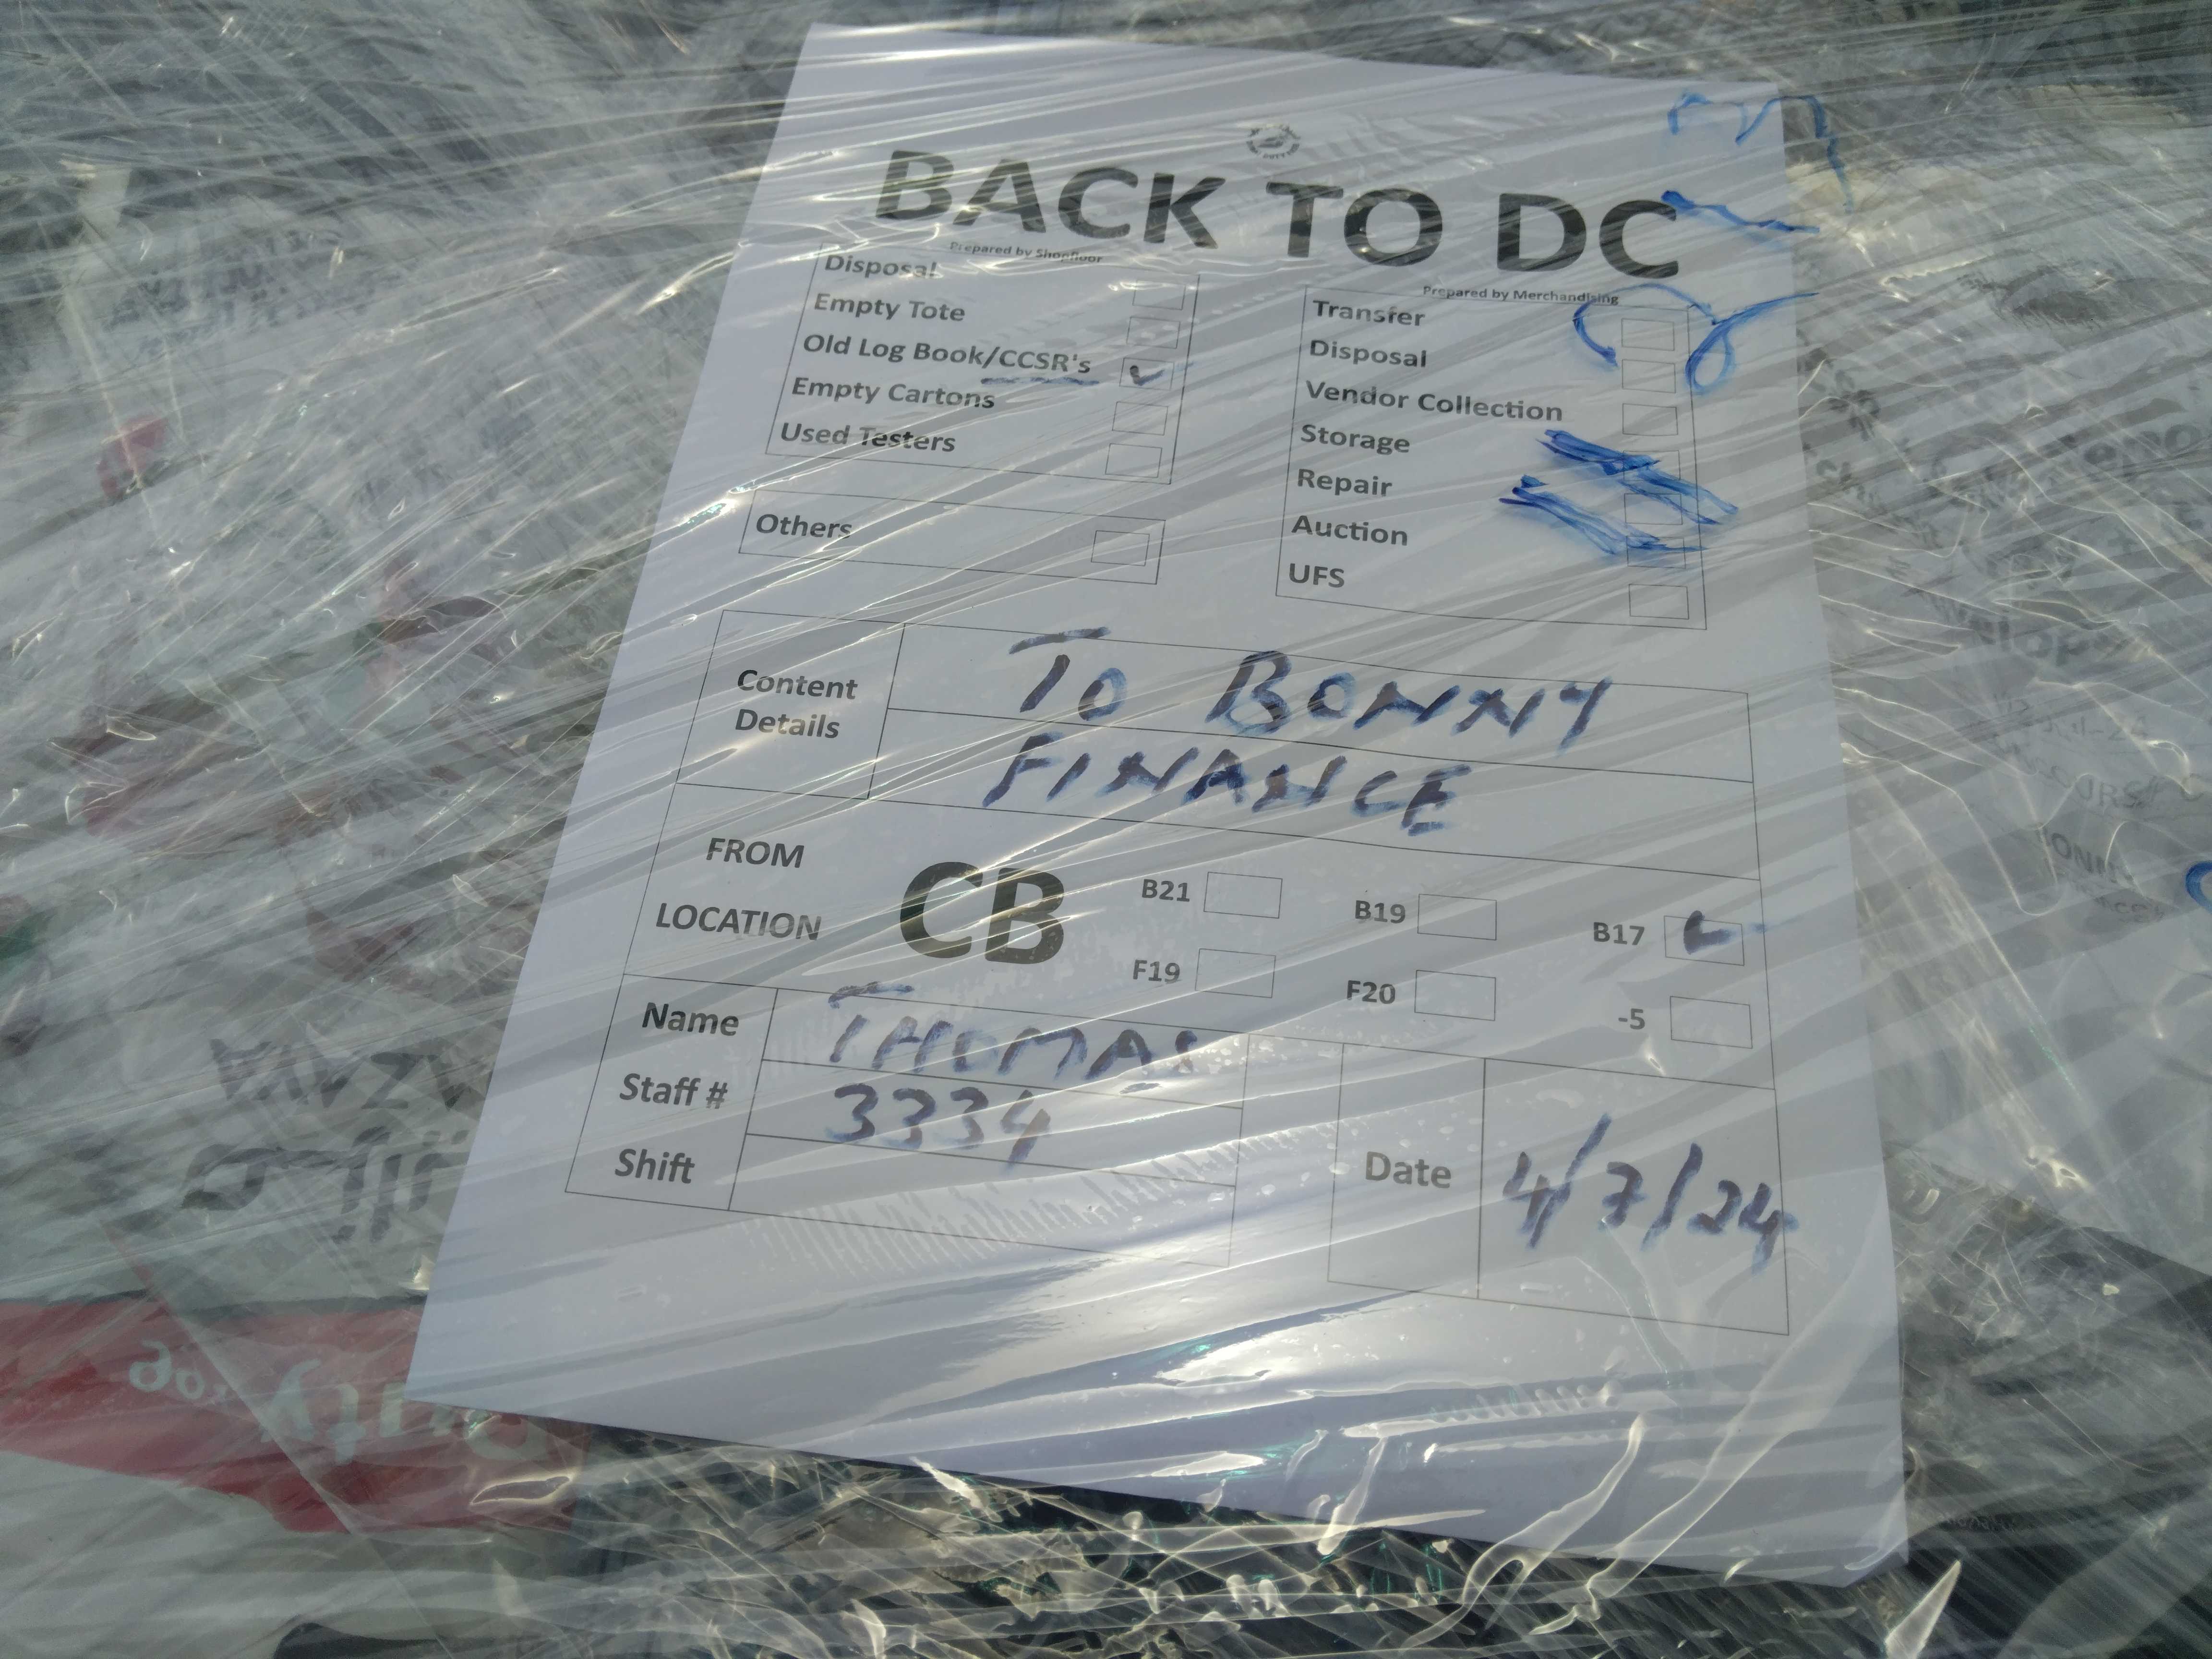 BACK TO DC
Prepared by Shopfloor
Disposal
Empty Tote
Old Log Book/CCSR's
Empty Cartons
Used Testers
Others
Prepared by Merchandising
Transfer
Disposal
Vendor Collection
Storage
Repair
Auction
UFS
Content
Details
TO BONNY
FINANCE
FROM
LOCATION
CB
B21
B19
B17
F19
F20
-5
Name
THOMAS
Staff #
3334
Shift
Date
4/7/24